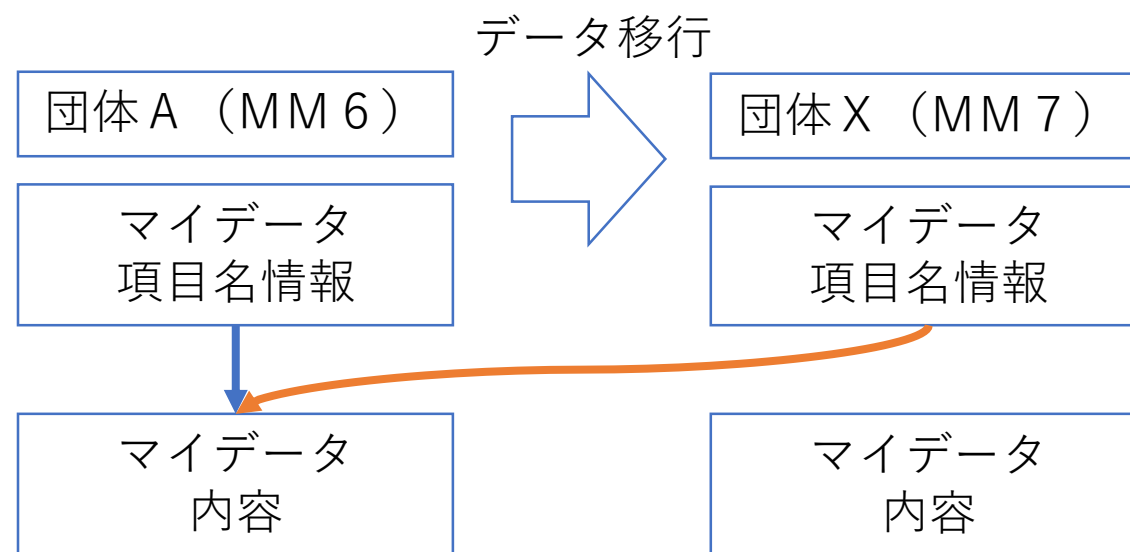 データ移行
団体A（MM6）
団体X（MM7）
マイデータ
項目名情報
マイデータ
項目名情報
マイデータ
内容
マイデータ
内容